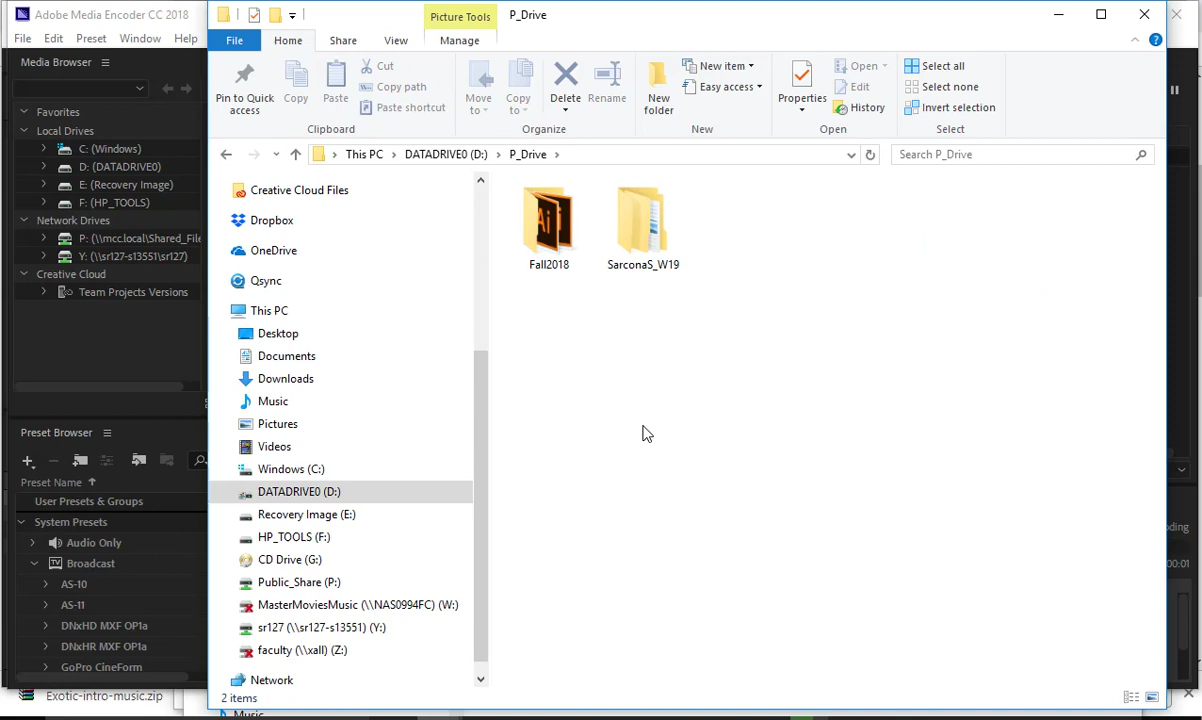 Adobe Media Encoder CC 2018
File Edit Preset Window Help
Media Browser
Favorites
Local Drives
C: (Windows)
D: (DATADRIVE0)
E: (Recovery Image)
F: (HP_TOOLS)
Network Drives
P: (\\mcc.local\Shared_File
Y: (\\sr127-s13551\sr127)
Creative Cloud
Team Projects Versions
Preset Browser
Preset Name
User Presets & Groups
System Presets
Audio Only
Broadcast
AS-10
AS-11
DNxHD MXF OP1a
DNxHR MXF OP1a
GoPro CineForm
Exotic-intro-music.zip
Picture Tools P_Drive
File Home Share View Manage
Pin to Quick access
Copy
Paste
Cut
Copy path
Paste shortcut
Clipboard
Move to
Copy to
Delete
Rename
Organize
New folder
New item
Easy access
New
Properties
Open
Edit
History
Open
Select all
Select none
Invert selection
Select
This PC DATADRIVE0 (D:) P_Drive
Search P_Drive
Creative Cloud Files
Dropbox
OneDrive
Qsync
This PC
Desktop
Documents
Downloads
Music
Pictures
Videos
Windows (C:)
DATADRIVE0 (D:)
Recovery Image (E:)
HP_TOOLS (F:)
CD Drive (G:)
Public_Share (P:)
MasterMoviesMusic (\\NAS0994FC) (W:)
sr127 (\\sr127-s13551) (Y:)
faculty (\\xall) (Z:)
Network
Ai
Fall2018
SarconaS_W19
2 items
Music
ding
00:01